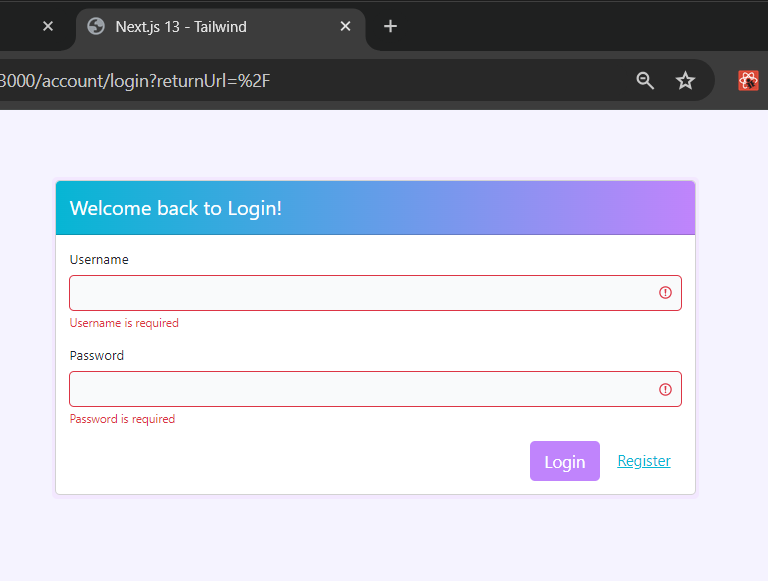 Next.js 13 - Tailwind
3000/account/login?returnUrl=%2F
Welcome back to Login!
Username
Username is required
Password
Password is required
Login Register